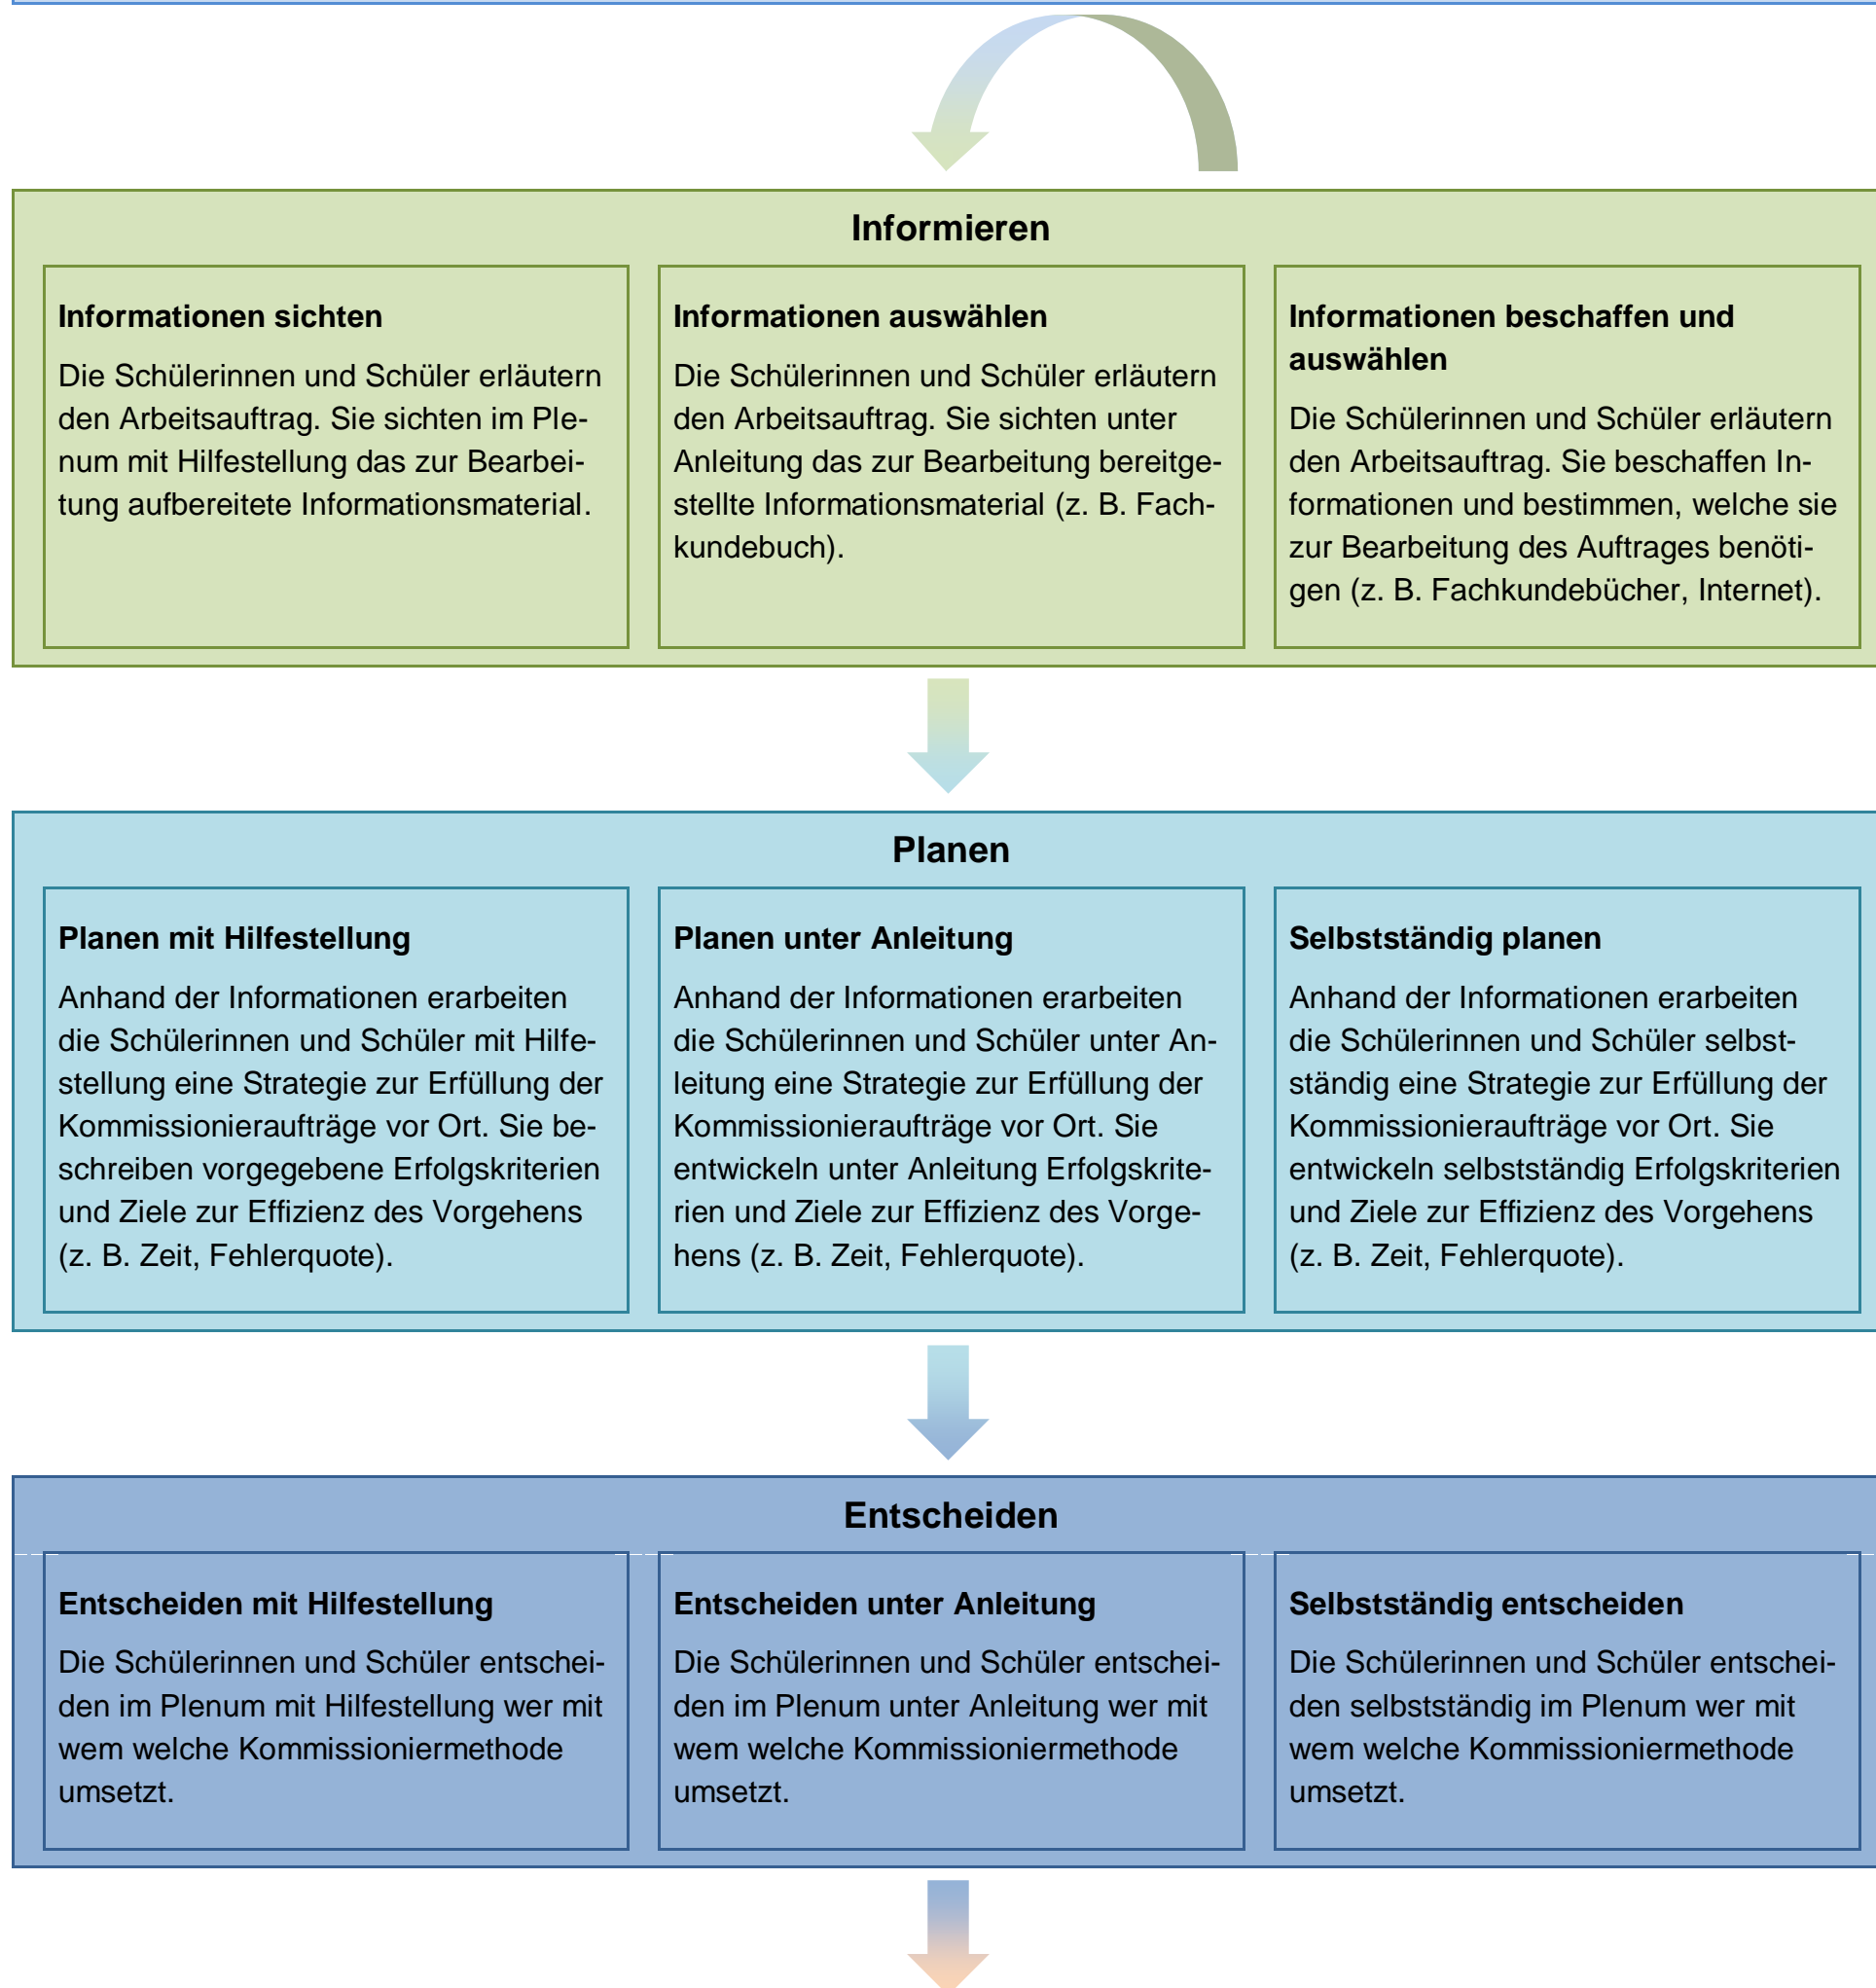 Informieren
Informationen sichten
Die Schülerinnen und Schüler erläutern
den Arbeitsauftrag. Sie sichten im Ple-
num mit Hilfestellung das zur Bearbei-
tung aufbereitete Informationsmaterial.
Informationen auswählen
Die Schülerinnen und Schüler erläutern
den Arbeitsauftrag. Sie sichten unter
Anleitung das zur Bearbeitung bereitge-
stellte Informationsmaterial (z. B. Fach-
kundebuch).
Informationen beschaffen und
auswählen
Die Schülerinnen und Schüler erläutern
den Arbeitsauftrag. Sie beschaffen In-
formationen und bestimmen, welche sie
zur Bearbeitung des Auftrages benöti-
gen (z. B. Fachkundebücher, Internet).
Planen
Planen mit Hilfestellung
Anhand der Informationen erarbeiten
die Schülerinnen und Schüler mit Hilfe-
stellung eine Strategie zur Erfüllung der
Kommissionieraufträge vor Ort. Sie be-
schreiben vorgegebene Erfolgskriterien
und Ziele zur Effizienz des Vorgehens
(z. B. Zeit, Fehlerquote).
Planen unter Anleitung
Anhand der Informationen erarbeiten
die Schülerinnen und Schüler unter An-
leitung eine Strategie zur Erfüllung der
Kommissionieraufträge vor Ort. Sie
entwickeln unter Anleitung Erfolgskrite-
rien und Ziele zur Effizienz des Vorge-
hens (z. B. Zeit, Fehlerquote).
Selbstständig planen
Anhand der Informationen erarbeiten
die Schülerinnen und Schüler selbst-
ständig eine Strategie zur Erfüllung der
Kommissionieraufträge vor Ort. Sie
entwickeln selbstständig Erfolgskriterien
und Ziele zur Effizienz des Vorgehens
(z. B. Zeit, Fehlerquote).
Entscheiden
Entscheiden mit Hilfestellung
Die Schülerinnen und Schüler entschei-
den im Plenum mit Hilfestellung wer mit
wem welche Kommissioniermethode
umsetzt.
Entscheiden unter Anleitung
Die Schülerinnen und Schüler entschei-
den im Plenum unter Anleitung wer mit
wem welche Kommissioniermethode
umsetzt.
Selbstständig entscheiden
Die Schülerinnen und Schüler entschei-
den selbstständig im Plenum wer mit
wem welche Kommissioniermethode
umsetzt.